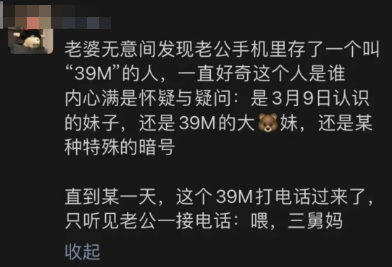 老婆无意间发现老公手机里存了一个叫
“39M”的人，一直好奇这个人是谁
内心满是怀疑与疑问：是3月9日认识
的妹子，还是39M的大🐻妹，还是某
种特殊的暗号
直到某一天，这个39M打电话过来了，
只听见老公一接电话：喂，三舅妈
收起